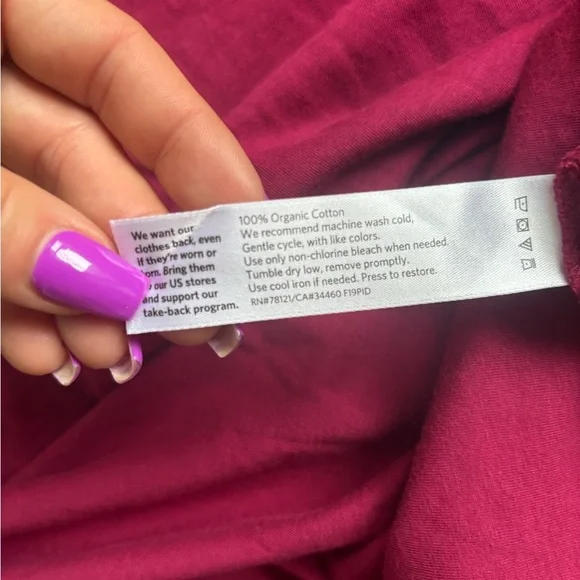 We want our
clothes back, even
if they're worn or
torn. Bring them
our US stores
and support our
take-back program.
100% Organic Cotton
We recommend machine wash cold,
Gentle cycle, with like colors.
Use only non-chlorine bleach when needed.
Tumble dry low, remove promptly.
Use cool iron if needed. Press to restore.
RN#78121/CA#34460 F19PID